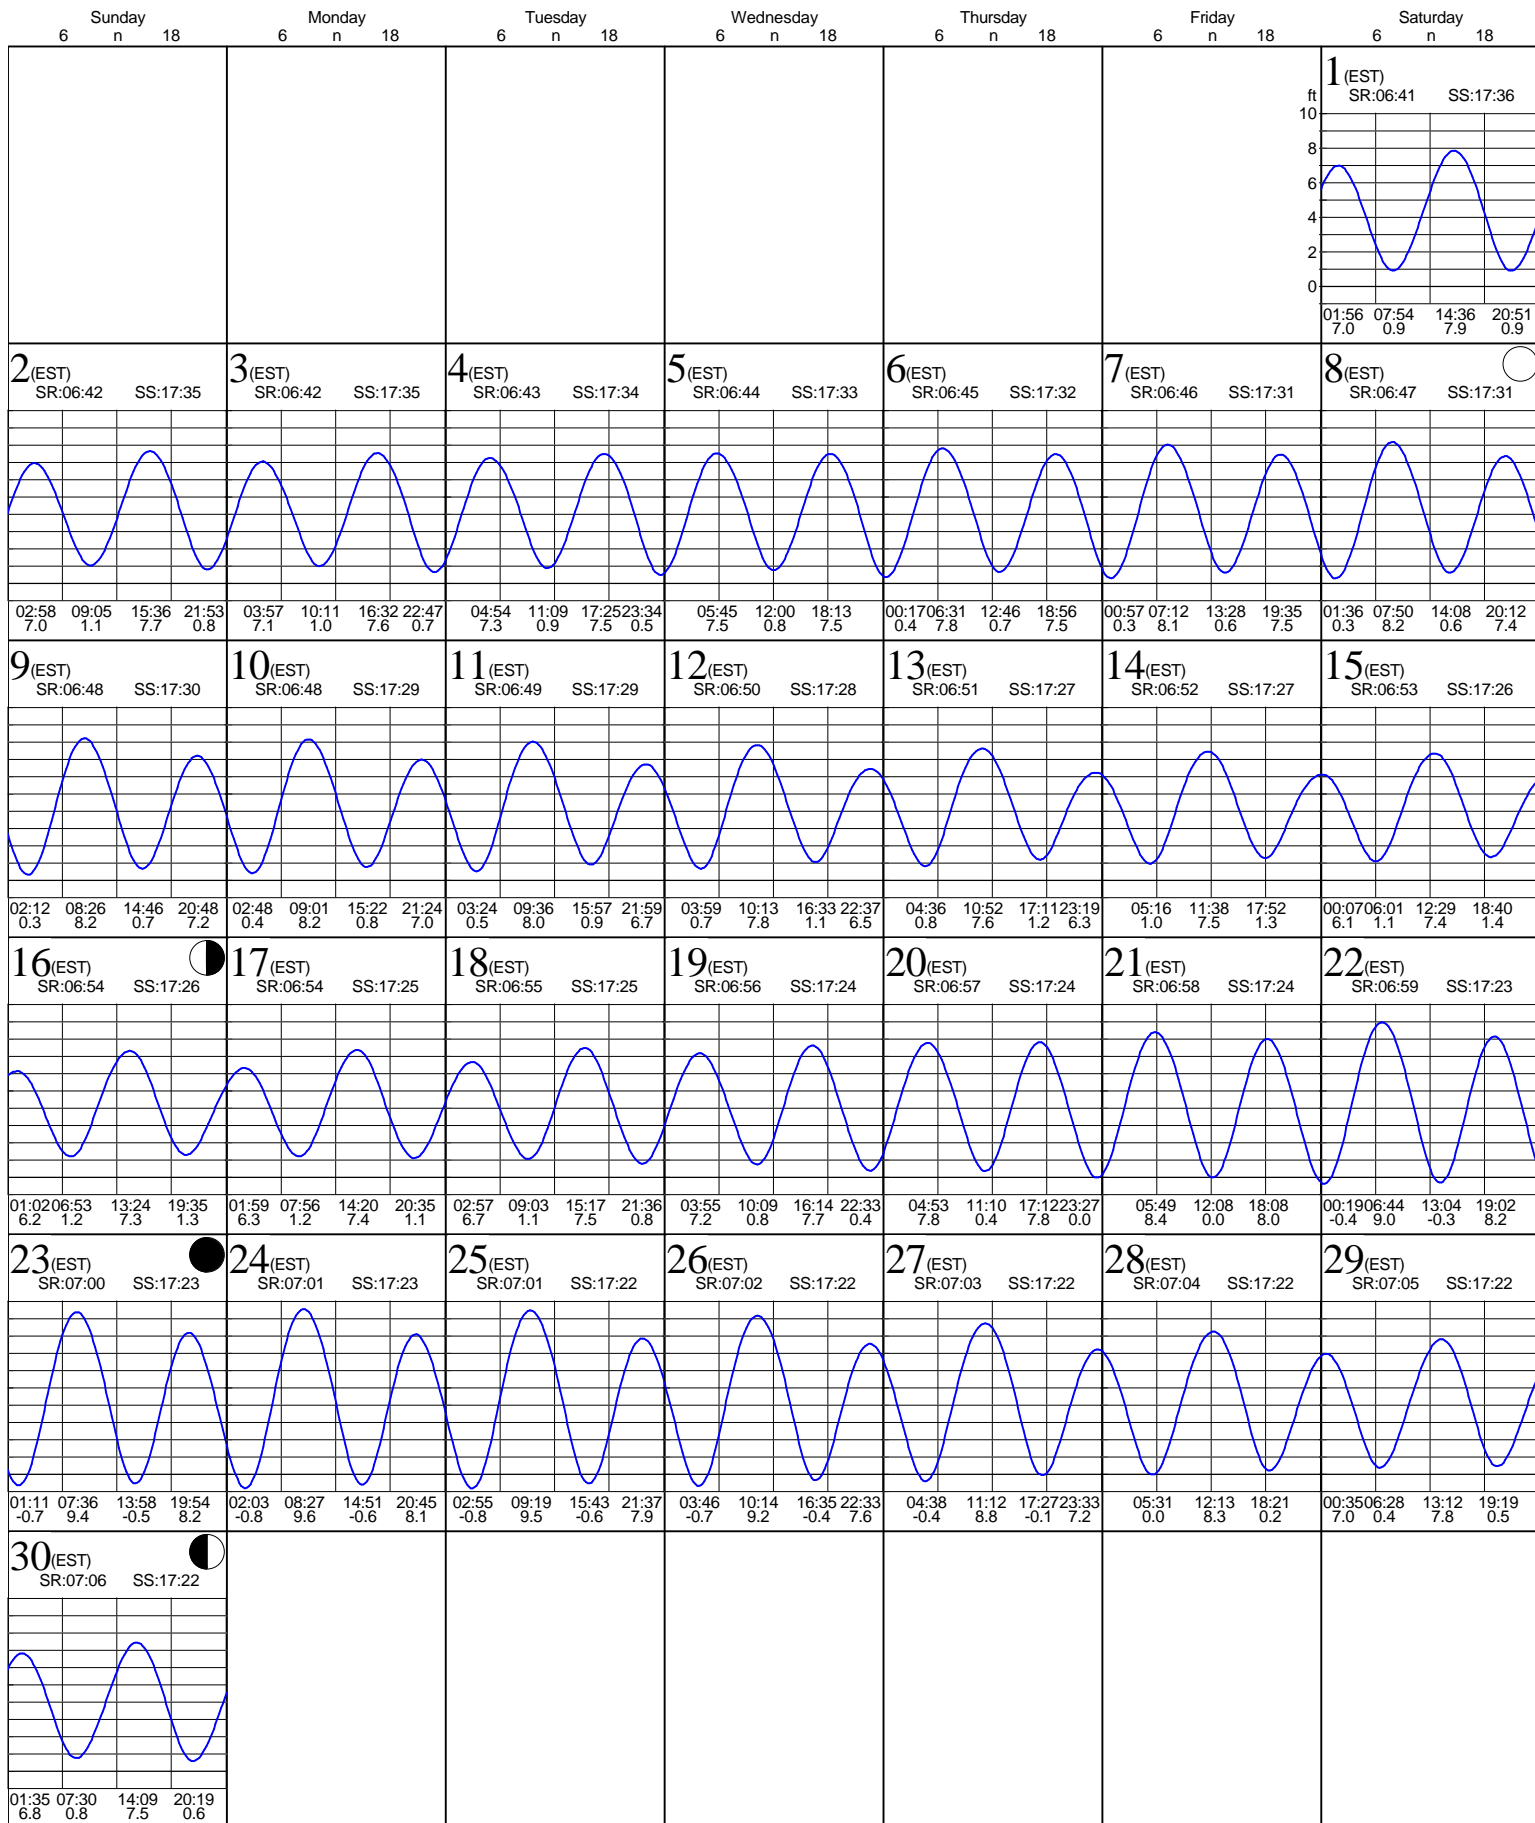 Sunday Monday Tuesday Wednesday Thursday Friday Saturday
6 n 18 6 n 18 6 n 18 6 n 18 6 n 18 6 n 18 6 n 18
1(EST)
ft SR:06:41 SS:17:36
10
8
6
4
2
0
01:56 07:54 14:36 20:51
7.0 0.9 7.9 0.9
2(EST) 3(EST) 4(EST) 5(EST) 6(EST) 7(EST) 8(EST)
SR:06:42 SS:17:35 SR:06:42 SS:17:35 SR:06:43 SS:17:34 SR:06:44 SS:17:33 SR:06:45 SS:17:32 SR:06:46 SS:17:31 SR:06:47 SS:17:31
02:58 09:05 15:36 21:53 03:57 10:11 16:32 22:47 04:54 11:09 17:25 23:34 05:45 12:00 18:13 00:17 06:31 12:46 18:56 00:57 07:12 13:28 19:35 01:36 07:50 14:08 20:12
7.0 1.1 7.7 0.8 7.1 1.0 7.6 0.7 7.3 0.9 7.5 0.5 7.5 0.8 7.5 0.4 7.8 0.7 7.5 0.3 8.1 0.6 7.5 0.3 8.2 0.6 7.4
9(EST) 10(EST) 11(EST) 12(EST) 13(EST) 14(EST) 15(EST)
SR:06:48 SS:17:30 SR:06:48 SS:17:29 SR:06:49 SS:17:29 SR:06:50 SS:17:28 SR:06:51 SS:17:27 SR:06:52 SS:17:27 SR:06:53 SS:17:26
02:12 08:26 14:46 20:48 02:48 09:01 15:22 21:24 03:24 09:36 15:57 21:59 03:59 10:13 16:33 22:37 04:36 10:52 17:11 23:19 05:16 11:38 17:52 00:07 06:01 12:29 18:40
0.3 8.2 0.7 7.2 0.4 8.2 0.8 7.0 0.5 8.0 0.9 6.7 0.7 7.8 1.1 6.5 0.8 7.6 1.2 6.3 1.0 7.5 1.3 6.1 1.1 7.4 1.4
16(EST) 17(EST) 18(EST) 19(EST) 20(EST) 21(EST) 22(EST)
SR:06:54 SS:17:26 SR:06:54 SS:17:25 SR:06:55 SS:17:25 SR:06:56 SS:17:24 SR:06:57 SS:17:24 SR:06:58 SS:17:24 SR:06:59 SS:17:23
01:02 06:53 13:24 19:35 01:59 07:56 14:20 20:35 02:57 09:03 15:17 21:36 03:55 10:09 16:14 22:33 04:53 11:10 17:12 23:27 05:49 12:08 18:08 00:19 06:44 13:04 19:02
6.2 1.2 7.3 1.3 6.3 1.2 7.4 1.1 6.7 1.1 7.5 0.8 7.2 0.8 7.7 0.4 7.8 0.4 7.8 0.0 8.4 0.0 8.0 -0.4 9.0 -0.3 8.2
23(EST) 24(EST) 25(EST) 26(EST) 27(EST) 28(EST) 29(EST)
SR:07:00 SS:17:23 SR:07:01 SS:17:23 SR:07:01 SS:17:22 SR:07:02 SS:17:22 SR:07:03 SS:17:22 SR:07:04 SS:17:22 SR:07:05 SS:17:22
01:11 07:36 13:58 19:54 02:03 08:27 14:51 20:45 02:55 09:19 15:43 21:37 03:46 10:14 16:35 22:33 04:38 11:12 17:27 23:33 05:31 12:13 18:21 00:35 06:28 13:12 19:19
-0.7 9.4 -0.5 8.2 -0.8 9.6 -0.6 8.1 -0.8 9.5 -0.6 7.9 -0.7 9.2 -0.4 7.6 -0.4 8.8 -0.1 7.2 0.0 8.3 0.2 7.0 0.4 7.8 0.5
30(EST)
SR:07:06 SS:17:22
01:35 07:30 14:09 20:19
6.8 0.8 7.5 0.6